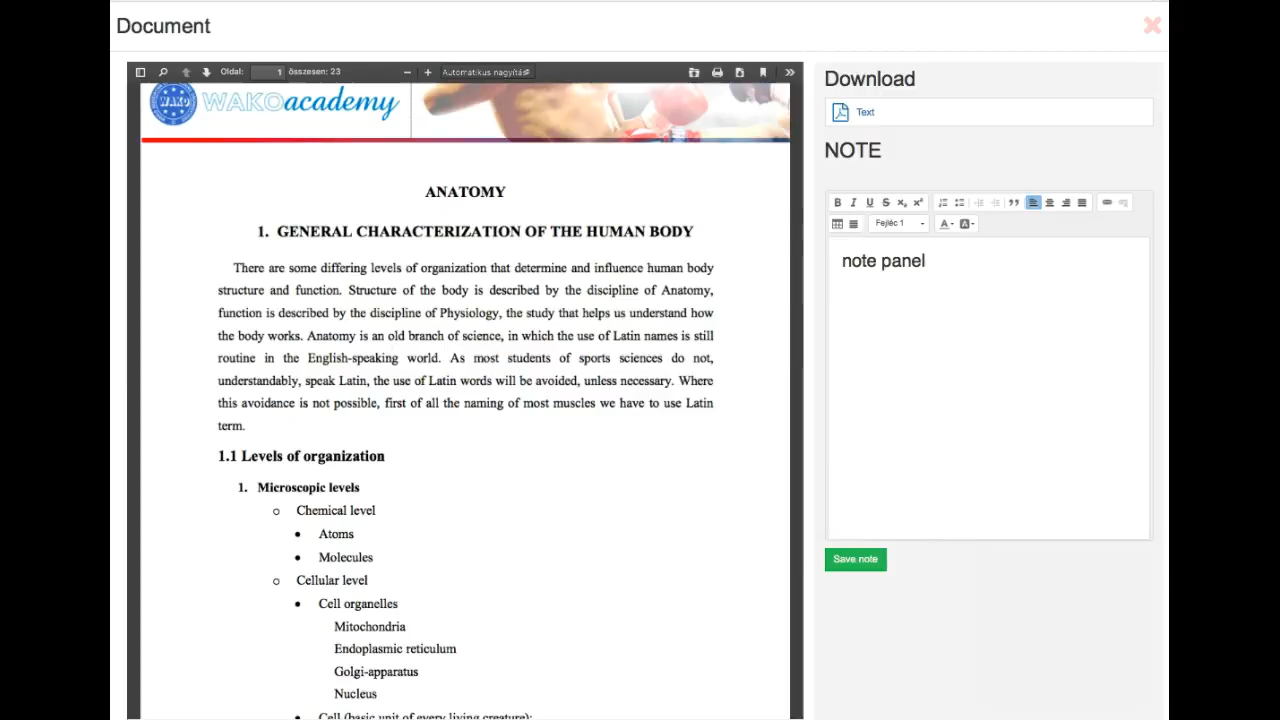 Document
Oldal: 1 összesen: 23
Automatikus nagyítás
WAKO
WAKOacademy
ANATOMY
1. GENERAL CHARACTERIZATION OF THE HUMAN BODY
There are some differing levels of organization that determine and influence human body
structure and function. Structure of the body is described by the discipline of Anatomy,
function is described by the discipline of Physiology, the study that helps us understand how
the body works. Anatomy is an old branch of science, in which the use of Latin names is still
routine in the English-speaking world. As most students of sports sciences do not,
understandably, speak Latin, the use of Latin words will be avoided, unless necessary. Where
this avoidance is not possible, first of all the naming of most muscles we have to use Latin
term.
1.1 Levels of organization
1. Microscopic levels
o Chemical level
• Atoms
• Molecules
o Cellular level
• Cell organelles
Mitochondria
Endoplasmic reticulum
Golgi-apparatus
Nucleus
• Cell (basic unit of every living creature):
Download
Text
NOTE
Fejléc 1
note panel
Save note